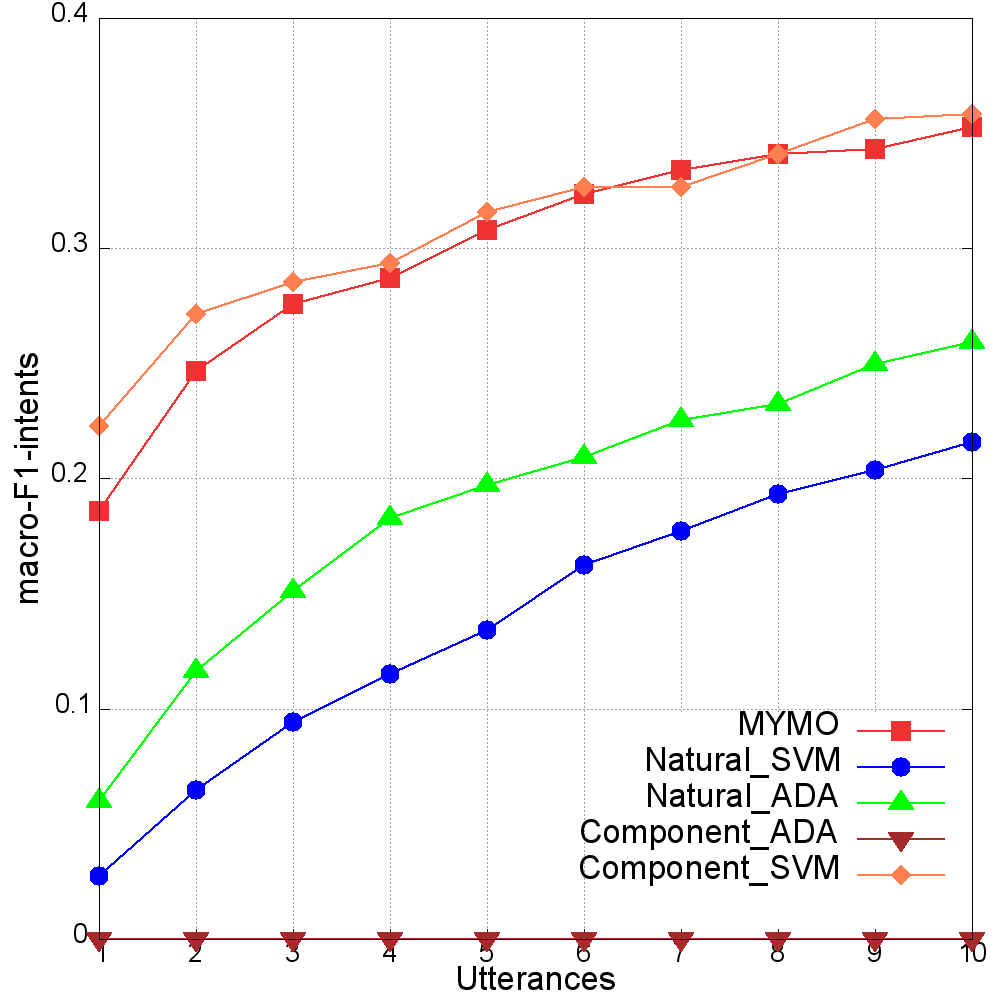 0.4
0.3
0.2
0.1
0
macro-F1-intents
MYMO
Natural_SVM
Natural_ADA
Component_ADA
Component_SVM
1 2 3 4 5 6 7 8 9 10
Utterances